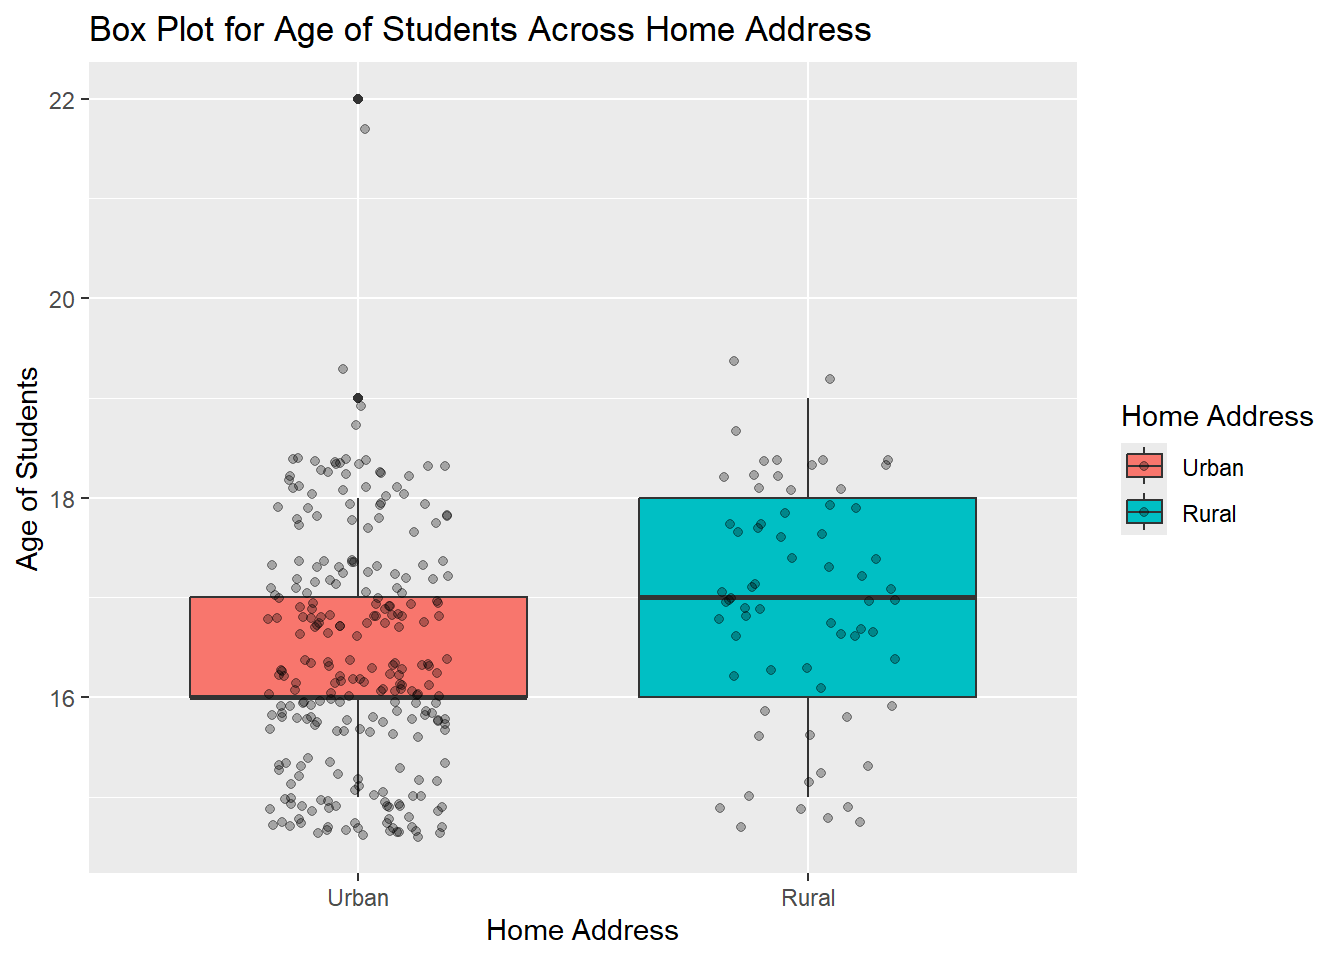 Box Plot for Age of Students Across Home Address
22
20
18
16
Age of Students
Urban
Rural
Home Address
Home Address
Urban
Rural